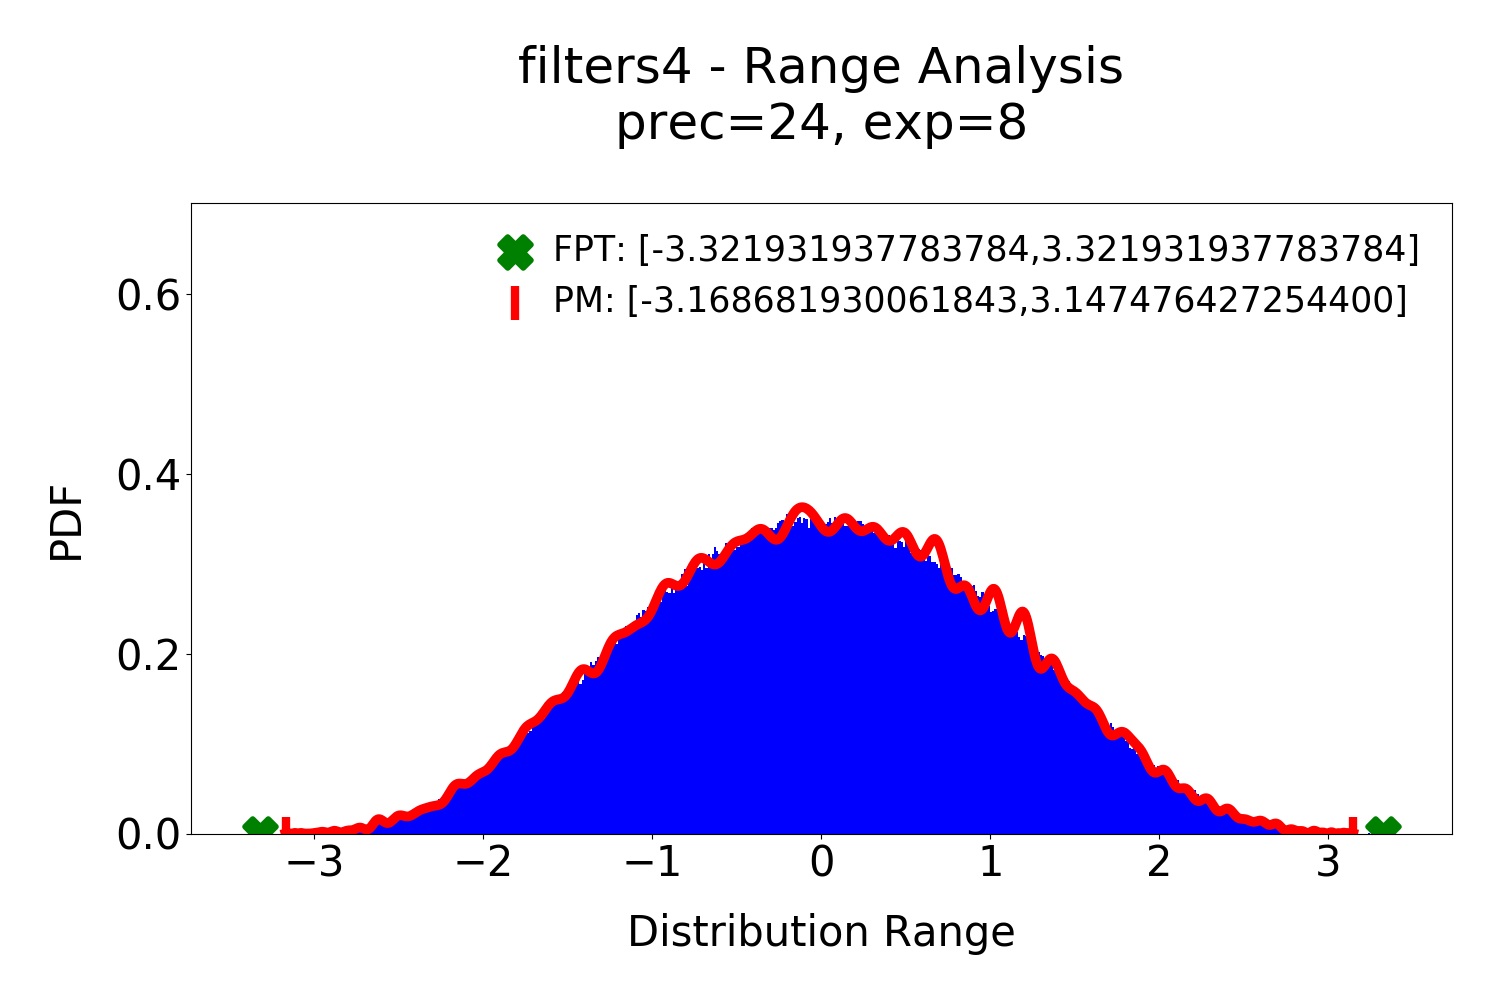 filters4 - Range Analysis
prec=24, exp=8
FPT: [-3.321931937783784,3.321931937783784]
PM: [-3.168681930061843,3.147476427254400]
0.6
0.4
0.2
0.0
PDF
−3 −2 −1 0 1 2 3
Distribution Range